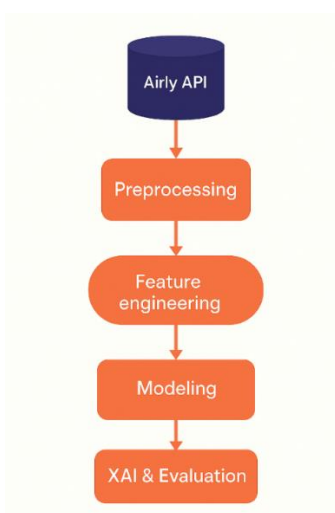 Airly API
Preprocessing
Feature
engineering
Modeling
XAI & Evaluation